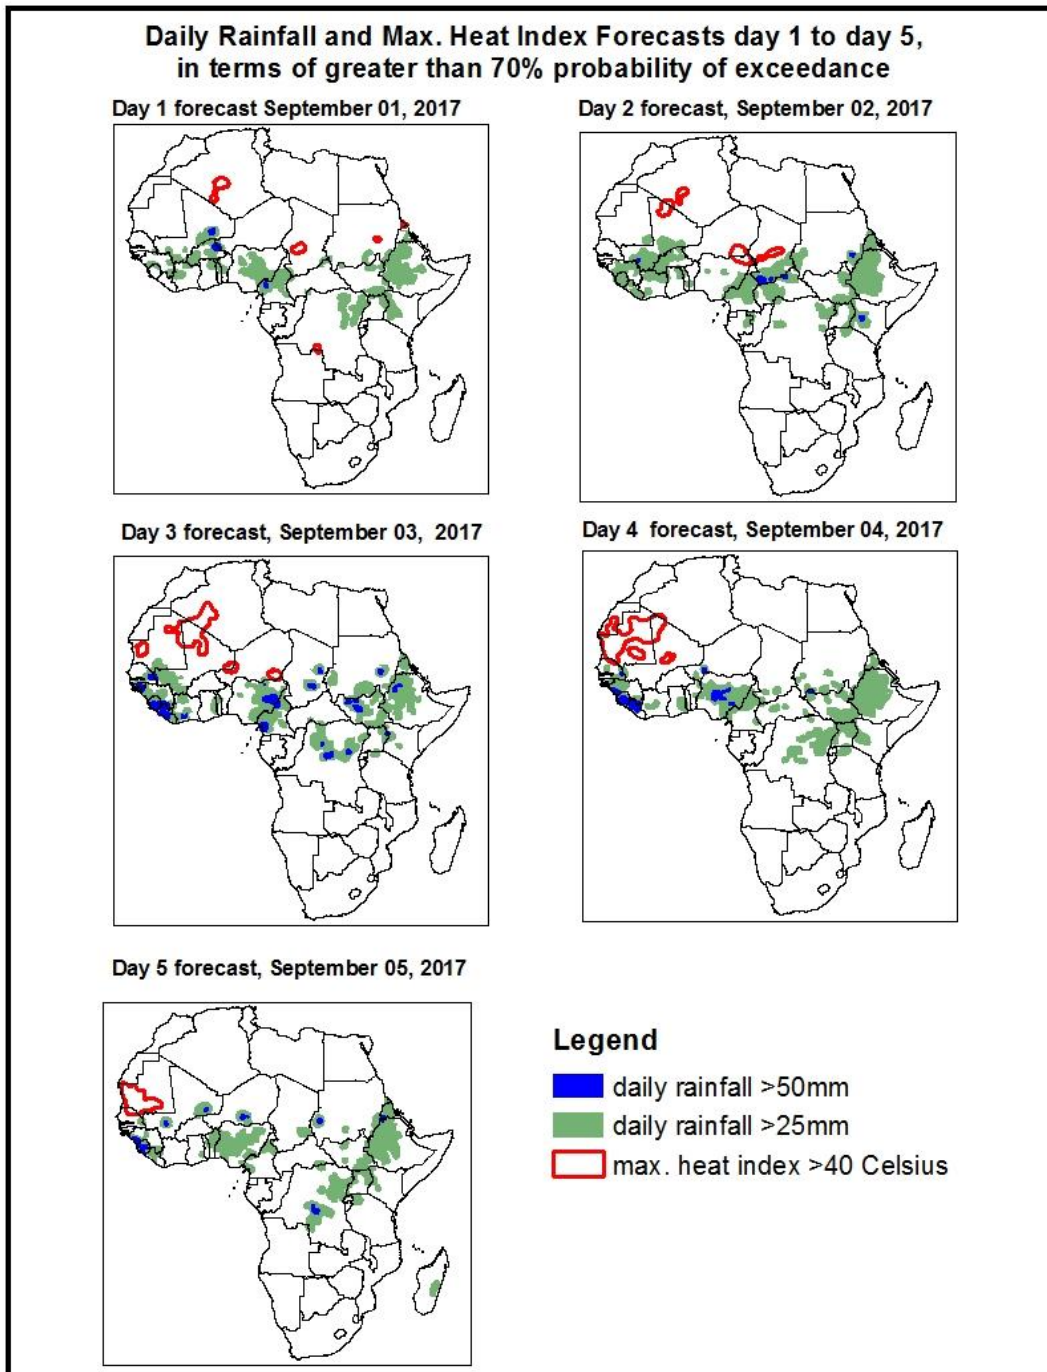 Daily Rainfall and Max. Heat Index Forecasts day 1 to day 5,
in terms of greater than 70% probability of exceedance
Day 1 forecast September 01, 2017
Day 2 forecast, September 02, 2017
Day 3 forecast, September 03, 2017
Day 4 forecast, September 04, 2017
Day 5 forecast, September 05, 2017
Legend
daily rainfall >50mm
daily rainfall >25mm
max. heat index >40 Celsius